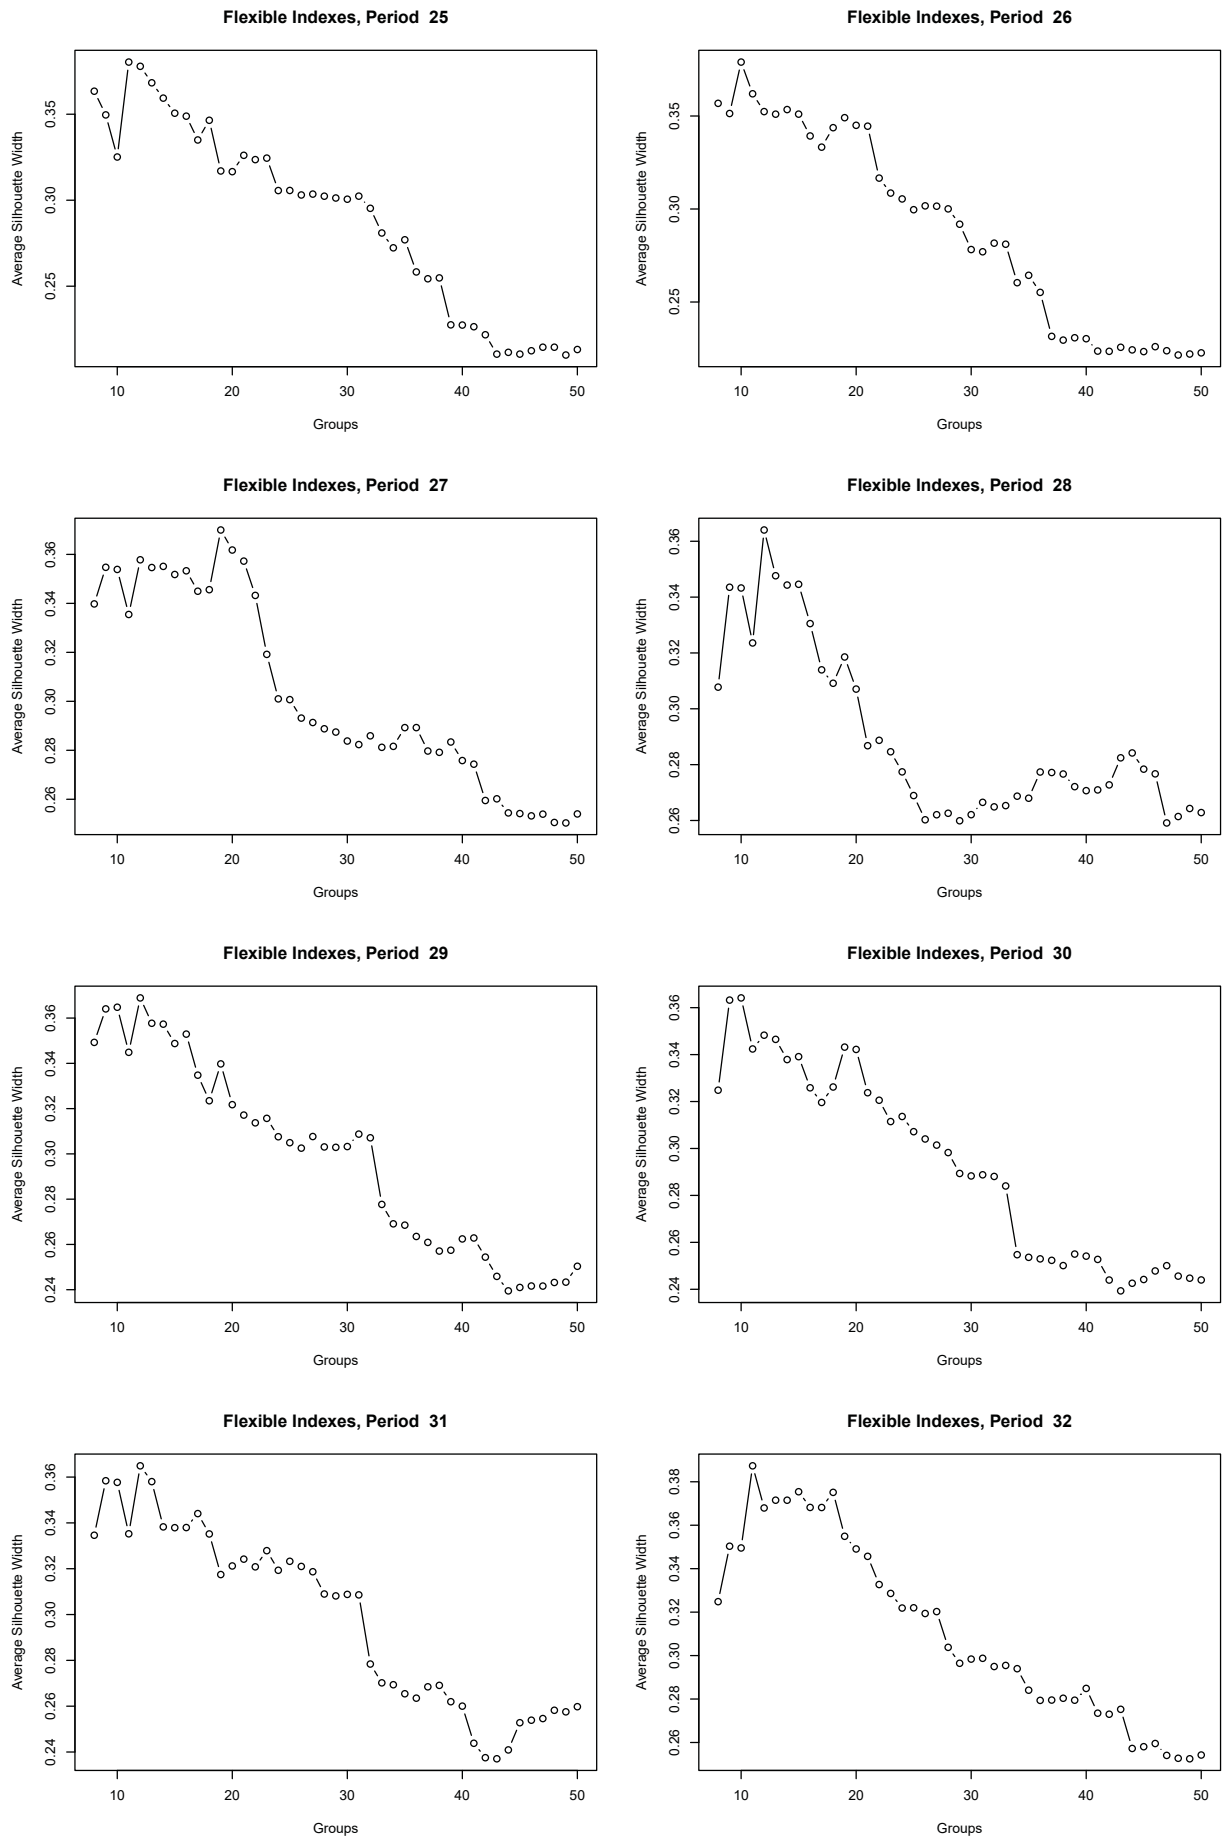 Flexible Indexes, Period 25
Average Silhouette Width
0.25 0.30 0.35
10 20 30 40 50
Groups
Flexible Indexes, Period 26
Average Silhouette Width
0.25 0.30 0.35
10 20 30 40 50
Groups
Flexible Indexes, Period 27
Average Silhouette Width
0.26 0.28 0.30 0.32 0.34 0.36
10 20 30 40 50
Groups
Flexible Indexes, Period 28
Average Silhouette Width
0.26 0.28 0.30 0.32 0.34 0.36
10 20 30 40 50
Groups
Flexible Indexes, Period 29
Average Silhouette Width
0.24 0.26 0.28 0.30 0.32 0.34 0.36
10 20 30 40 50
Groups
Flexible Indexes, Period 30
Average Silhouette Width
0.24 0.26 0.28 0.30 0.32 0.34 0.36
10 20 30 40 50
Groups
Flexible Indexes, Period 31
Average Silhouette Width
0.24 0.26 0.28 0.30 0.32 0.34 0.36
10 20 30 40 50
Groups
Flexible Indexes, Period 32
Average Silhouette Width
0.26 0.28 0.30 0.32 0.34 0.36 0.38
10 20 30 40 50
Groups